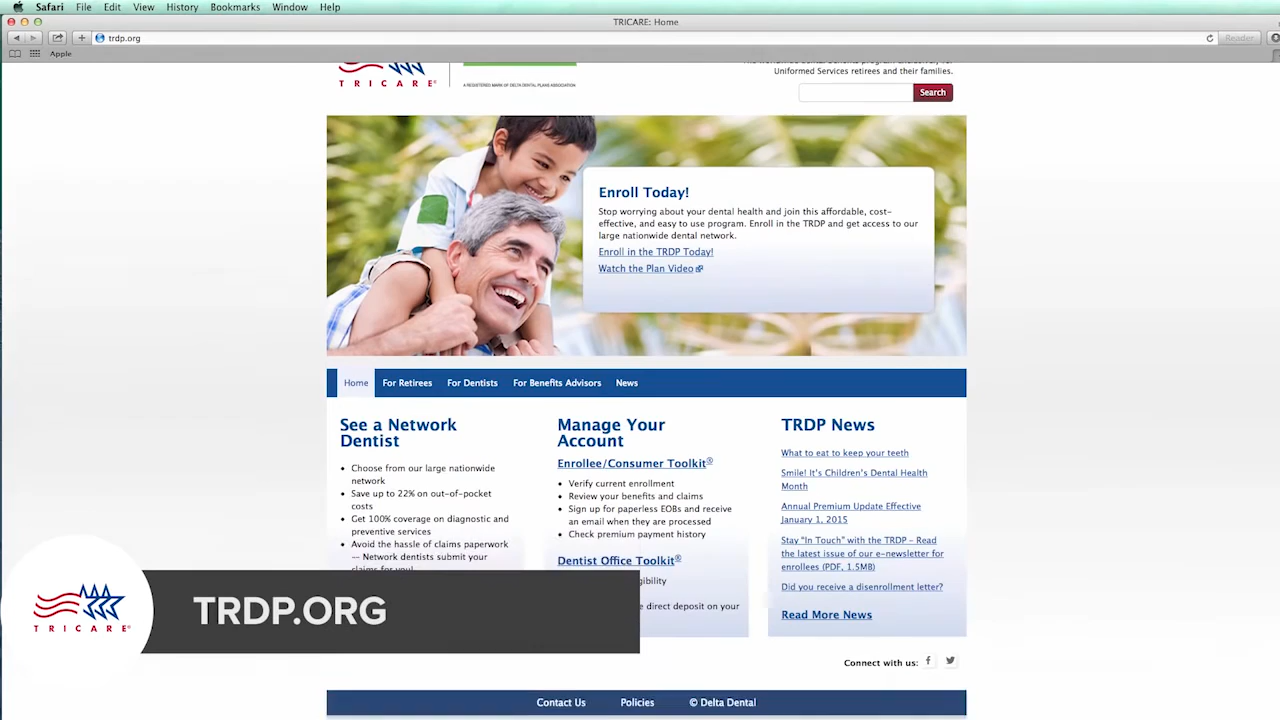 Safari File Edit View History Bookmarks Window Help
TRICARE: Home
trdp.org
Reader
Apple
TRICARE®
A REGISTERED MARK OF DELTA DENTAL PLANS ASSOCIATION
Uniformed Services retirees and their families.
Search
Enroll Today!
Stop worrying about your dental health and join this affordable, cost-
effective, and easy to use program. Enroll in the TRDP and get access to our
large nationwide dental network.
Enroll in the TRDP Today!
Watch the Plan Video
Home For Retirees For Dentists For Benefits Advisors News
See a Network
Dentist
• Choose from our large nationwide
network
• Save up to 22% on out-of-pocket
costs
• Get 100% coverage on diagnostic and
preventive services
• Avoid the hassle of claims paperwork
-- Network dentists submit your
claims for you!
Manage Your
Account
Enrollee/Consumer Toolkit®
• Verify current enrollment
• Review your benefits and claims
• Sign up for paperless EOBs and receive
an email when they are processed
• Check premium payment history
Dentist Office Toolkit®
direct deposit on your
TRDP News
What to eat to keep your teeth
Smile! It's Children's Dental Health
Month
Annual Premium Update Effective
January 1, 2015
Stay "In Touch" with the TRDP - Read
the latest issue of our e-newsletter for
enrollees (PDF, 1.5MB)
Did you receive a disenrollment letter?
Read More News
TRICARE®
TRDP.ORG
Connect with us:
Contact Us Policies © Delta Dental